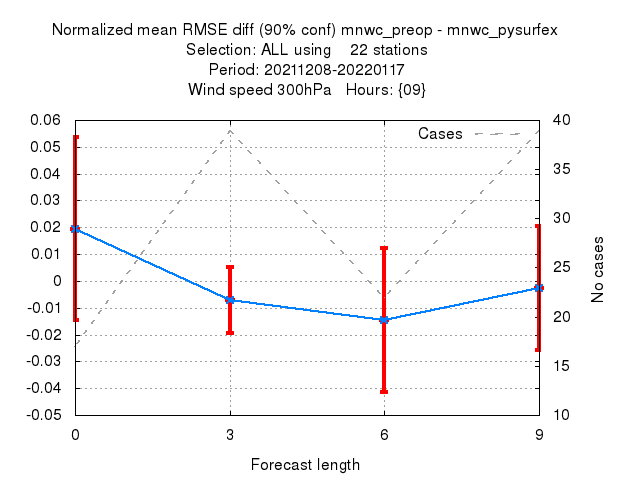 Normalized mean RMSE diff (90% conf) mnwc_preop - mnwc_pysurfex
Selection: ALL using    22 stations
Period: 20211208-20220117
Wind speed 300hPa   Hours: {09}
0.06
0.05
0.04
0.03
0.02
0.01
0
-0.01
-0.02
-0.03
-0.04
-0.05
Cases
40
35
30
25
20
15
10
No cases
0 3 6 9
Forecast length